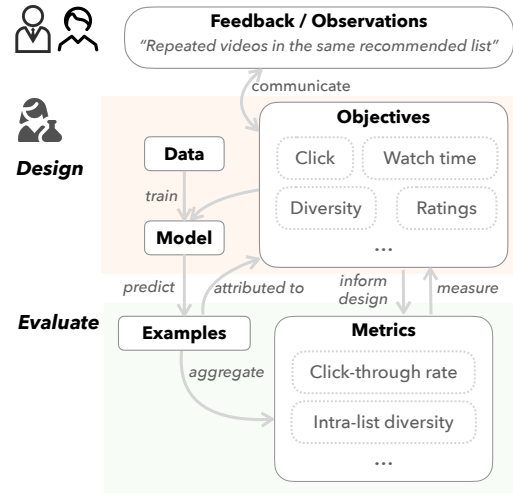 Feedback / Observations
“Repeated videos in the same recommended list”
communicate
Objectives
Design
Data
Click
Watch time
train
Diversity
Ratings
Model
...
predict
attributed to
inform
design
measure
Evaluate
Examples
Metrics
aggregate
Click-through rate
Intra-list diversity
...